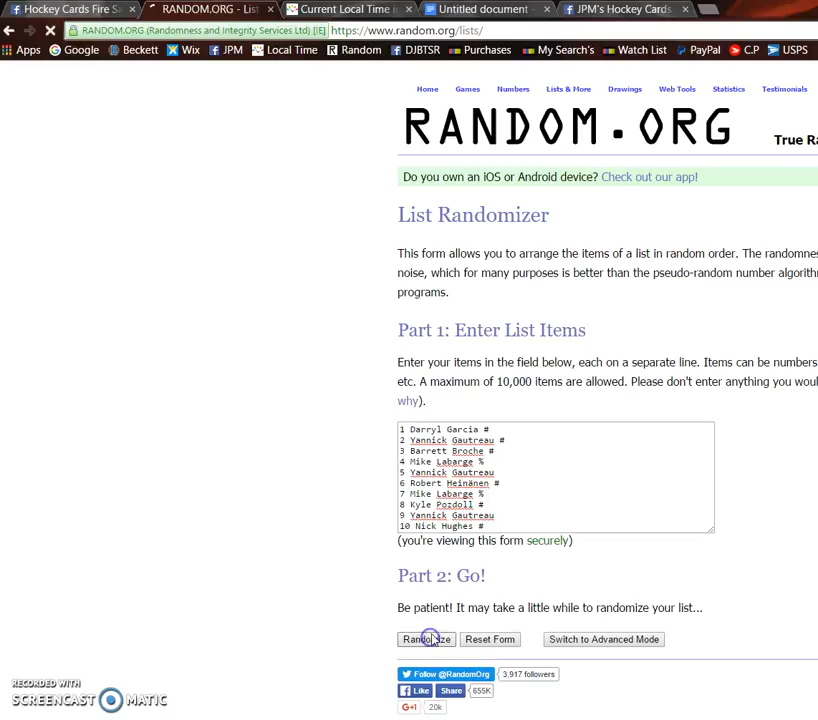 Hockey Cards Fire Sa
RANDOM.ORG - List
Current Local Time in
Untitled document -
JPM's Hockey Cards
RANDOM.ORG (Randomness and Integrity Services Ltd) [IE]
https://www.random.org/lists/
Apps Google Beckett Wix JPM Local Time Random DJBTSR Purchases My Search's Watch List PayPal C.P USPS
Home Games Numbers Lists & More Drawings Web Tools Statistics Testimonials
RANDOM.ORG
True Ra
Do you own an iOS or Android device? Check out our app!
List Randomizer
This form allows you to arrange the items of a list in random order. The randomne
noise, which for many purposes is better than the pseudo-random number algorith
programs.
Part 1: Enter List Items
Enter your items in the field below, each on a separate line. Items can be numbers
etc. A maximum of 10,000 items are allowed. Please don't enter anything you wou
why).
1 Darryl Garcia #
2 Yannick Gautreau #
3 Barrett Broche #
4 Mike Labarge %
5 Yannick Gautreau
6 Robert Heinänen #
7 Mike Labarge %
8 Kyle Pozdoll #
9 Yannick Gautreau
10 Nick Hughes #
(you're viewing this form securely)
Part 2: Go!
Be patient! It may take a little while to randomize your list...
Randomize Reset Form Switch to Advanced Mode
Follow @RandomOrg 3,917 followers
Like Share 655K
G+1 20k
RECORDED WITH
SCREENCAST MATIC